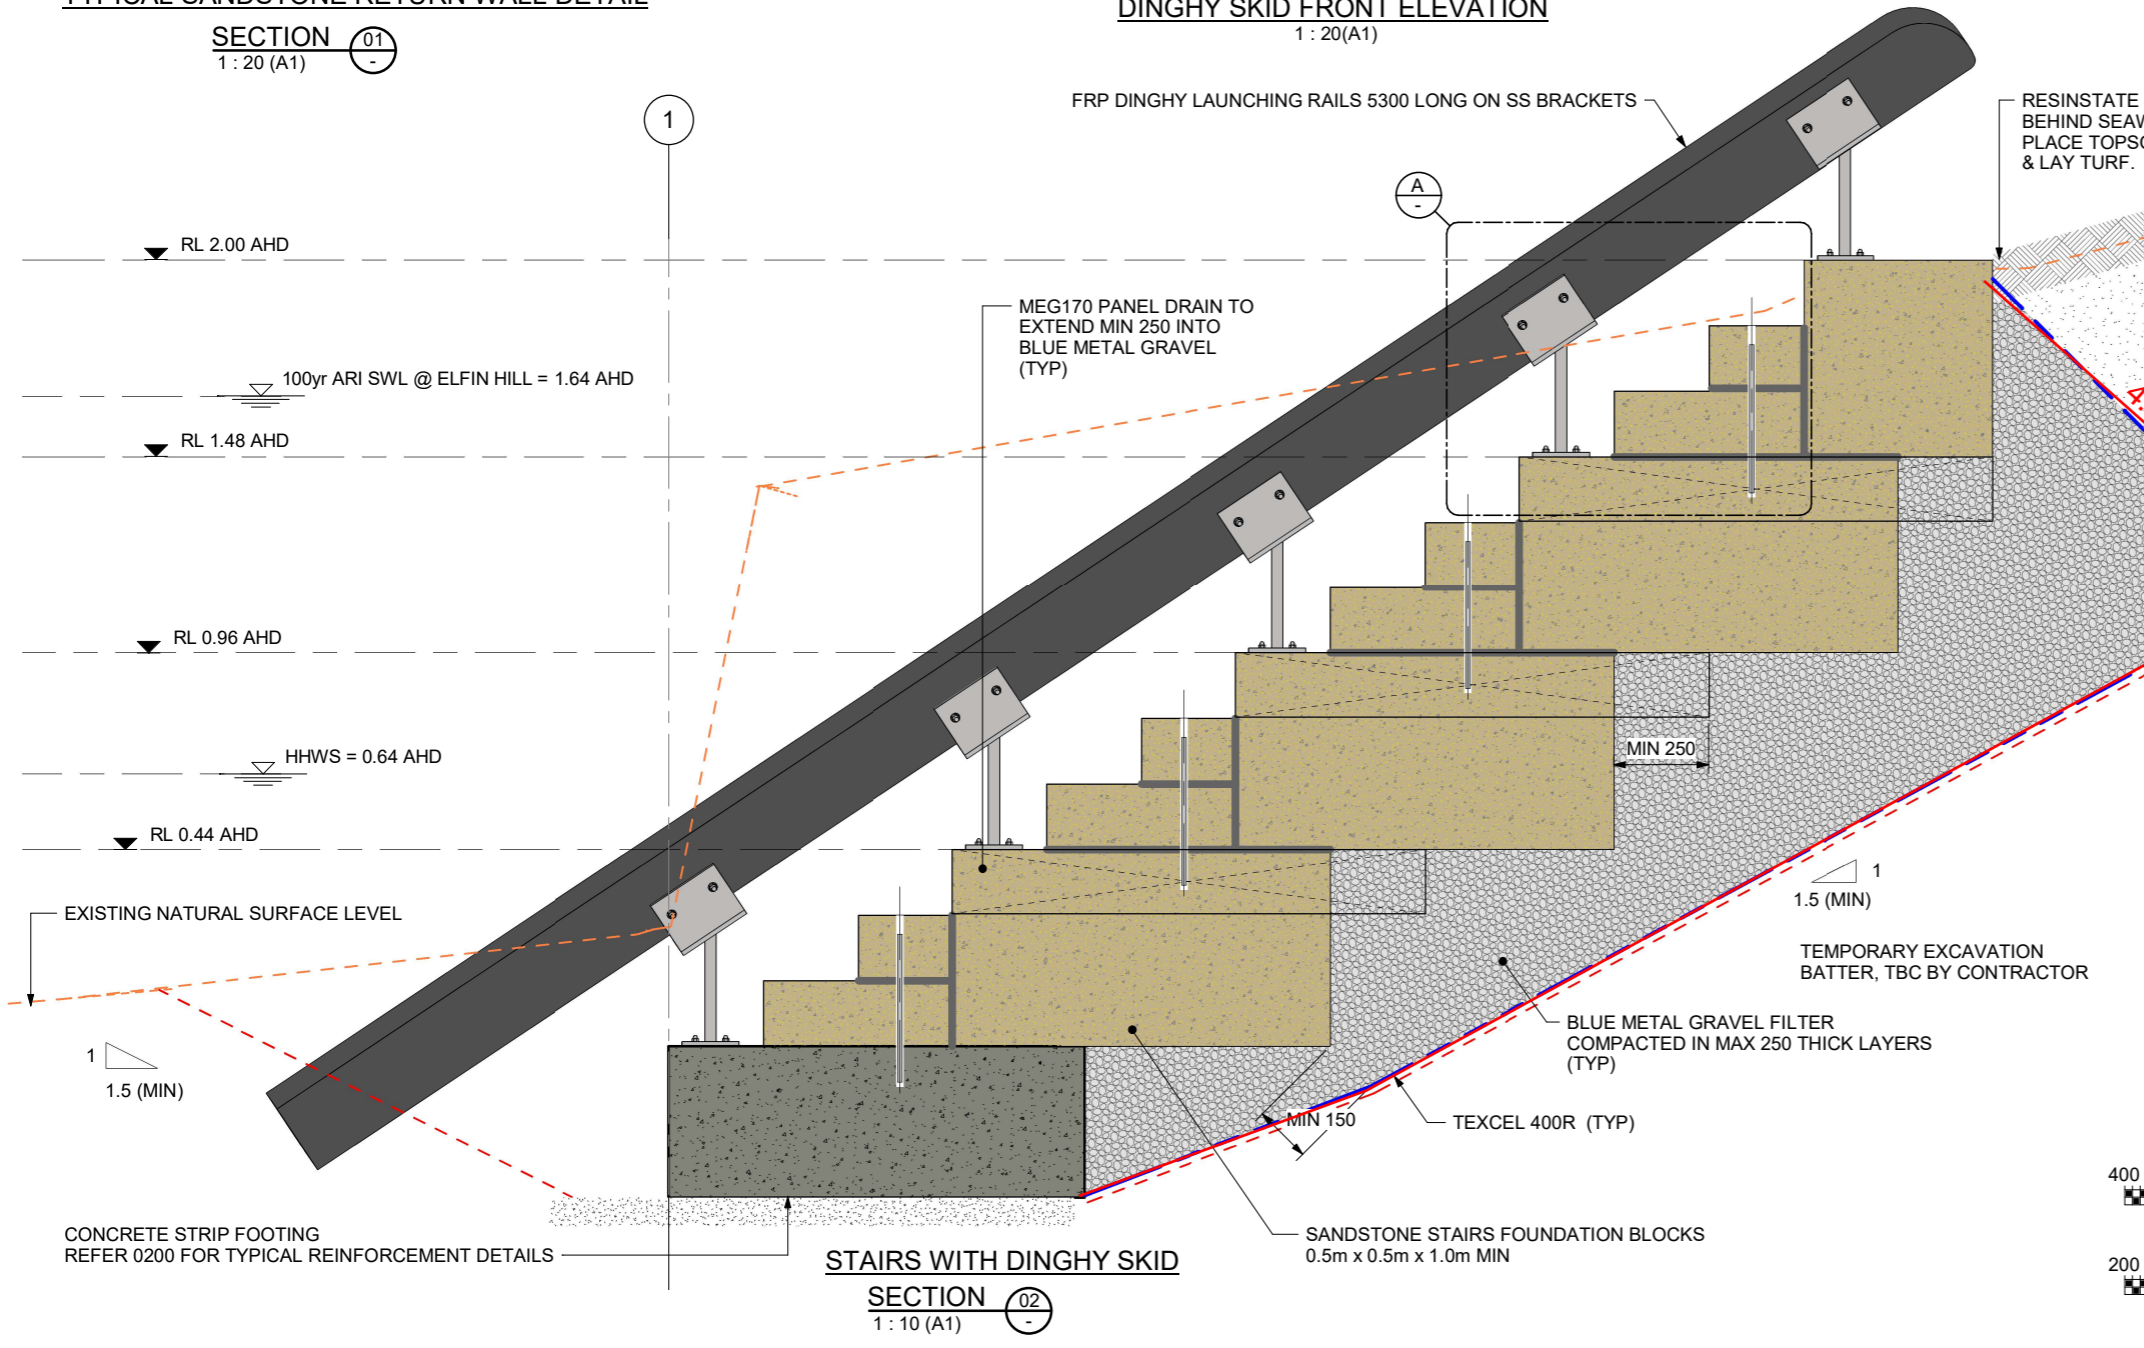 SECTION 01
-
1 : 20 (A1)
DINGHY SKID FRONT ELEVATION
1 : 20(A1)
1
FRP DINGHY LAUNCHING RAILS 5300 LONG ON SS BRACKETS
RESINSTATE
BEHIND
PLACE
& LAY TURF.
A
-
RL 2.00 AHD
MEG170 PANEL DRAIN TO
EXTEND MIN 250 INTO
BLUE METAL GRAVEL
(TYP)
100yr ARI SWL @ ELFIN HILL = 1.64 AHD
RL 1.48 AHD
RL 0.96 AHD
MIN 250
HHWS = 0.64 AHD
RL 0.44 AHD
1
1.5 (MIN)
EXISTING NATURAL SURFACE LEVEL
TEMPORARY EXCAVATION
BATTER, TBC BY CONTRACTOR
BLUE METAL GRAVEL FILTER
COMPACTED IN MAX 250 THICK LAYERS
(TYP)
1
1.5 (MIN)
MIN 150
TEXCEL 400R (TYP)
400
CONCRETE STRIP FOOTING
REFER 0200 FOR TYPICAL REINFORCEMENT DETAILS
SANDSTONE STAIRS FOUNDATION BLOCKS
0.5m x 0.5m x 1.0m MIN
200
STAIRS WITH DINGHY SKID
SECTION 02
-
1 : 10 (A1)